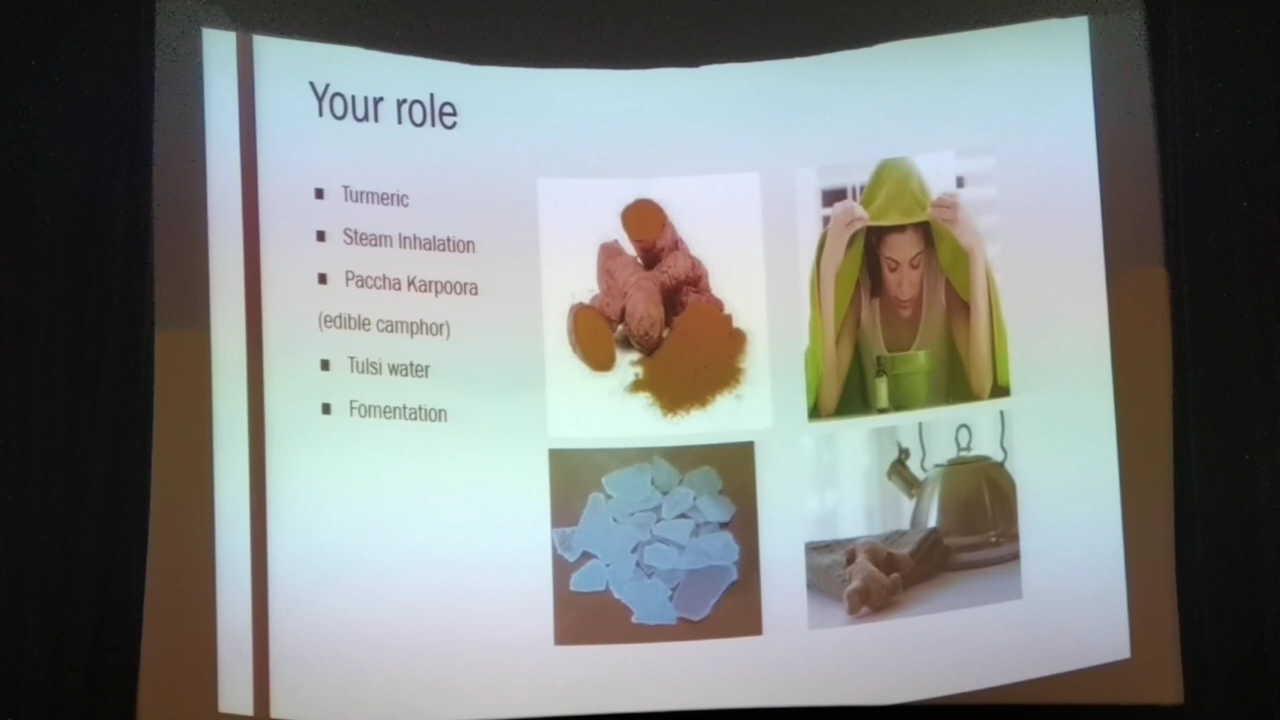 Your role
▪ Turmeric
▪ Steam Inhalation
▪ Paccha Karpoora
(edible camphor)
▪ Tulsi water
▪ Fomentation